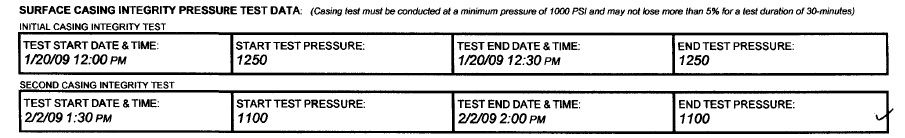 SURFACE CASING INTEGRITY PRESSURE TEST DATA: (Casing test must be conducted at a minimum pressure of 1000 PSI and may not lose more than 5% for a test duration of 30-minutes)
INITIAL CASING INTEGRITY TEST
TEST START DATE & TIME: START TEST PRESSURE: TEST END DATE & TIME: END TEST PRESSURE:
1/20/09 12:00 PM 1250 1/20/09 12:30 PM 1250
SECOND CASING INTEGRITY TEST
TEST START DATE & TIME: START TEST PRESSURE: TEST END DATE & TIME: END TEST PRESSURE:
2/2/09 1:30 PM 1100 2/2/09 2:00 PM 1100